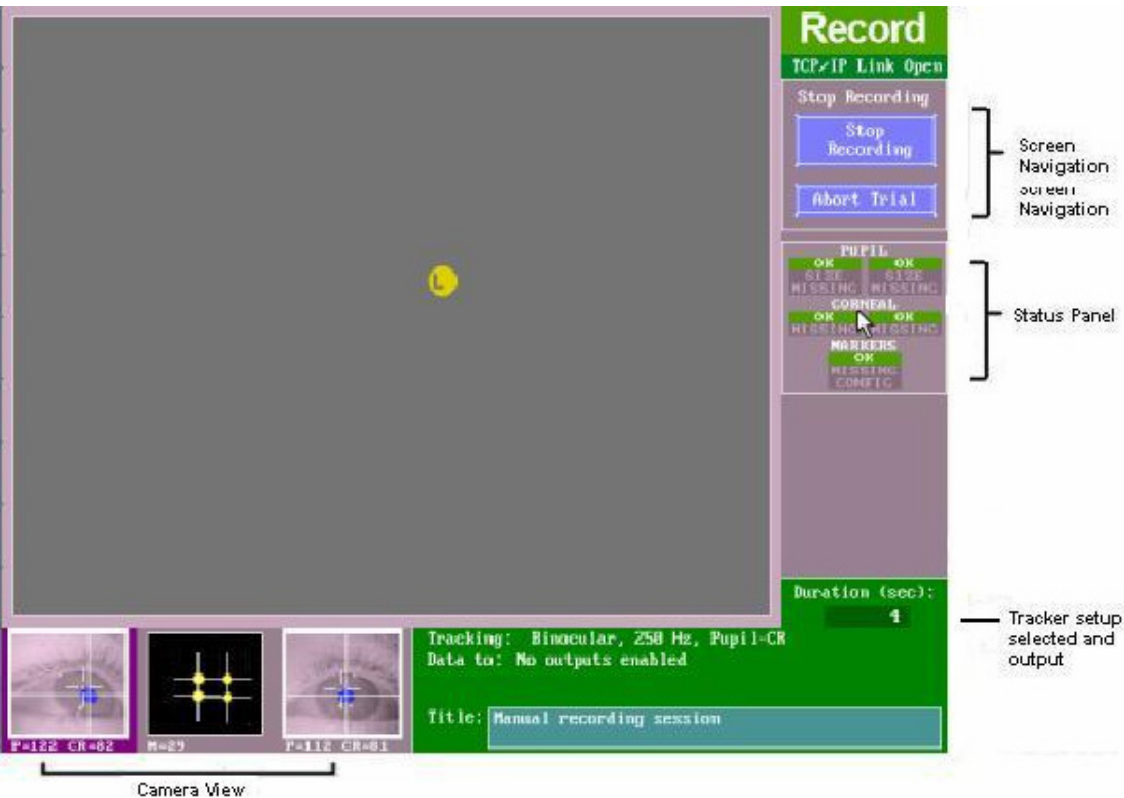 Record
TCP/IP Link Open
Stop Recording
Stop
Recording
Abort Trial
Screen
Navigation
Screen
Navigation
PUPIL
OK OK
SIZE SIZE
MISSING MISSING
CORNEAL
OK OK
MISSING MISSING
MARKERS
OK
MISSING
CONFIG
Status Panel
L
Duration (sec):
4
Tracker setup
selected and
output
Tracking: Binocular, 250 Hz, Pupil-CR
Data to: No outputs enabled
Title: Manual recording session
P=122 CR=82 M=29 P=112 CR=81
Camera View